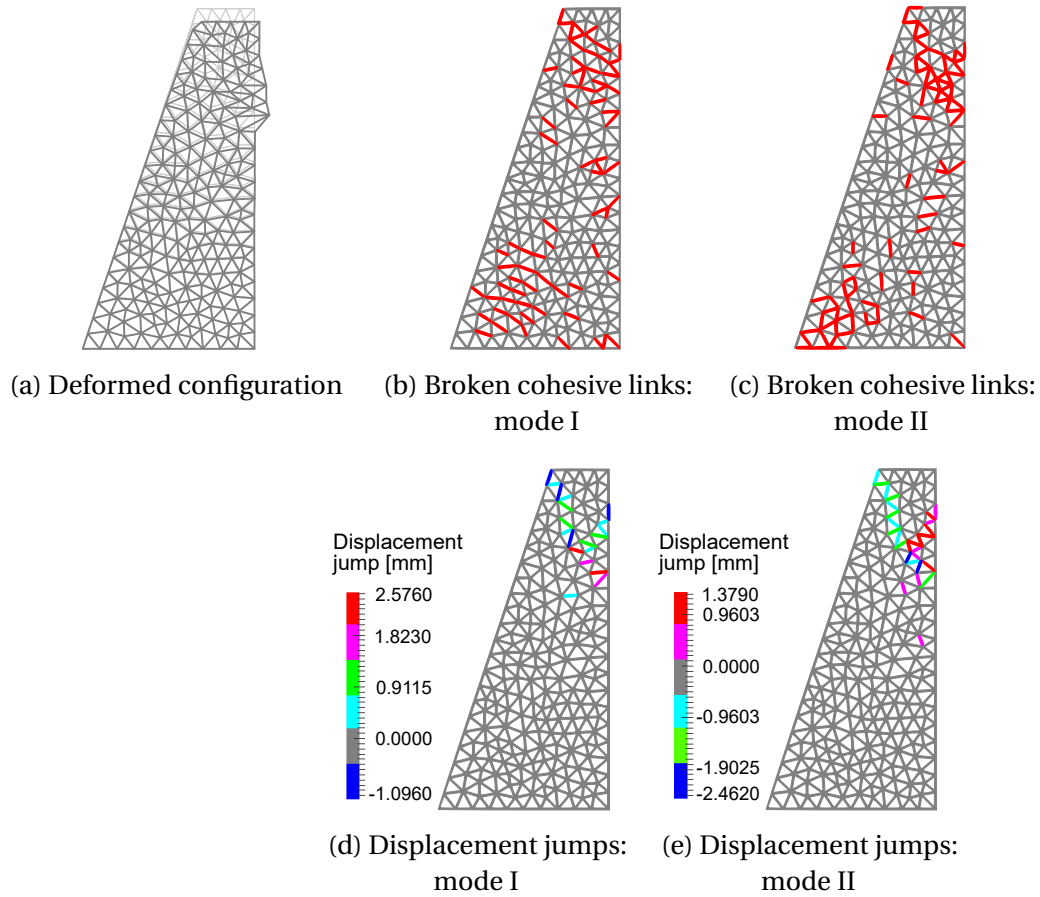 (a) Deformed configuration
(b) Broken cohesive links:
mode I
(c) Broken cohesive links:
mode II
Displacement
jump [mm]
2.5760
1.8230
0.9115
0.0000
-1.0960
(d) Displacement jumps:
mode I
Displacement
jump [mm]
1.3790
0.9603
0.0000
-0.9603
-1.9025
-2.4620
(e) Displacement jumps:
mode II